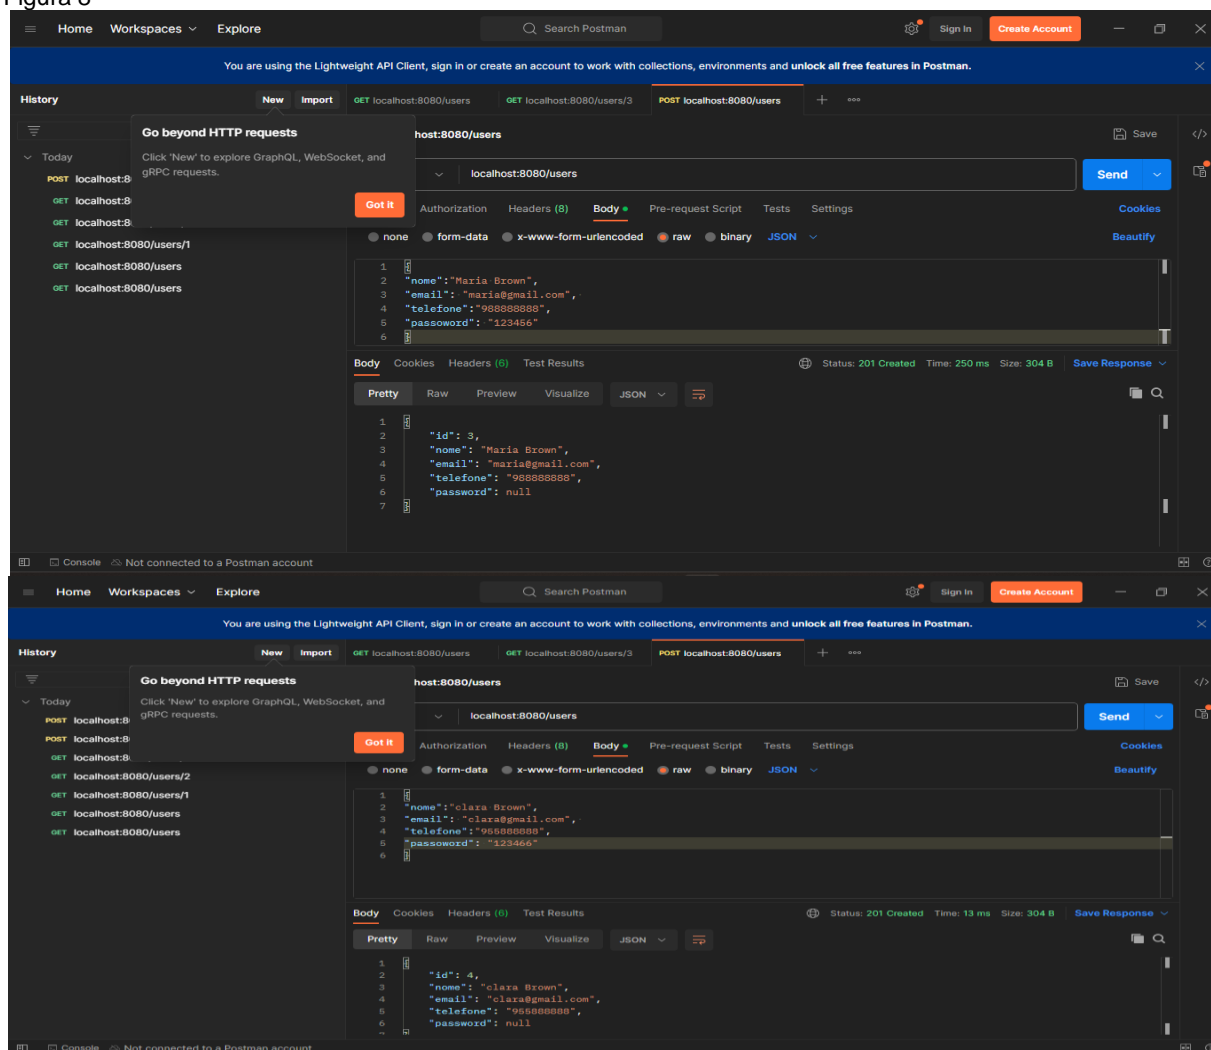 Figura 8
Home Workspaces Explore Search Postman Sign In Create Account
You are using the Lightweight API Client, sign in or create an account to work with collections, environments and unlock all free features in Postman.
History New Import GET localhost:8080/users GET localhost:8080/users/3 POST localhost:8080/users
Go beyond HTTP requests
Click 'New' to explore GraphQL, WebSocket, and
gRPC requests.
Got it
host:8080/users Save
Today
POST localhost:8
GET localhost:8
GET localhost:8
GET localhost:8080/users/1
GET localhost:8080/users
GET localhost:8080/users
localhost:8080/users Send
Authorization Headers (8) Body Pre-request Script Tests Settings Cookies
none form-data x-www-form-urlencoded raw binary JSON Beautify
1 {
2 "nome":"Maria Brown",
3 "email": "maria@gmail.com",
4 "telefone":"988888888",
5 "passoword": "123456"
6 }
Body Cookies Headers (6) Test Results Status: 201 Created Time: 250 ms Size: 304 B Save Response
Pretty Raw Preview Visualize JSON
1 {
2 "id": 3,
3 "nome": "Maria Brown",
4 "email": "maria@gmail.com",
5 "telefone": "988888888",
6 "password": null
7 }
Console Not connected to a Postman account
Home Workspaces Explore Search Postman Sign In Create Account
You are using the Lightweight API Client, sign in or create an account to work with collections, environments and unlock all free features in Postman.
History New Import GET localhost:8080/users GET localhost:8080/users/3 POST localhost:8080/users
Go beyond HTTP requests
Click 'New' to explore GraphQL, WebSocket, and
gRPC requests.
Got it
host:8080/users Save
Today
POST localhost:8
POST localhost:8
GET localhost:8
GET localhost:8080/users/2
GET localhost:8080/users/1
GET localhost:8080/users
GET localhost:8080/users
localhost:8080/users Send
Authorization Headers (8) Body Pre-request Script Tests Settings Cookies
none form-data x-www-form-urlencoded raw binary JSON Beautify
1 {
2 "nome":"clara Brown",
3 "email": "clara@gmail.com",
4 "telefone":"955888888",
5 "passoword": "123466"
6 }
Body Cookies Headers (6) Test Results Status: 201 Created Time: 13 ms Size: 304 B Save Response
Pretty Raw Preview Visualize JSON
1 {
2 "id": 4,
3 "nome": "clara Brown",
4 "email": "clara@gmail.com",
5 "telefone": "955888888",
6 "password": null
7 }
Console Not connected to a Postman account